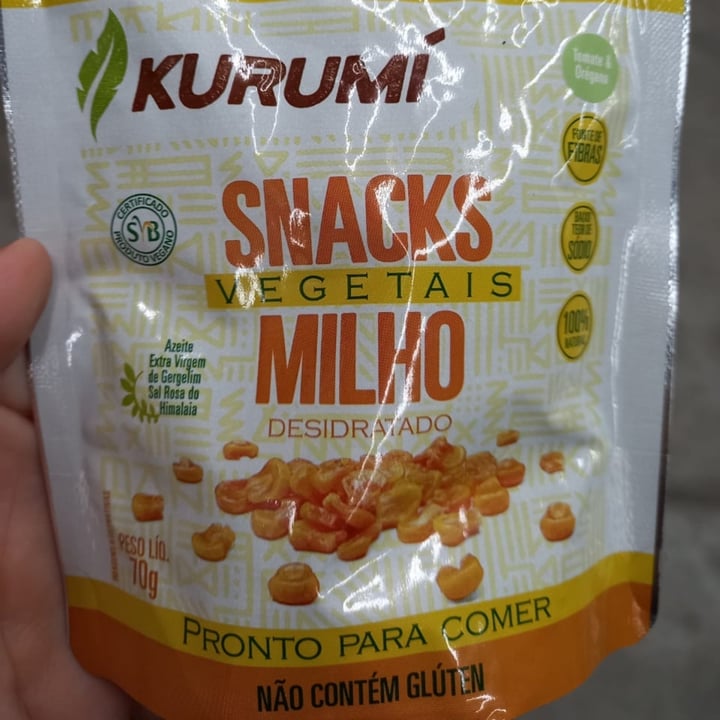 KURUMÍ
Tomate &
Orégano
FONTE DE
FIBRAS
CERTIFICADO
SVB
PRODUTO VEGANO
SNACKS
BAIXO
TEOR DE
SÓDIO
VEGETAIS
MILHO
100%
NATURAL
Azeite
Extra Virgem
de Gergelim
Sal Rosa do
Himalaia
DESIDRATADO
PESO LÍQ.
70g
PRONTO PARA COMER
NÃO CONTÉM GLÚTEN